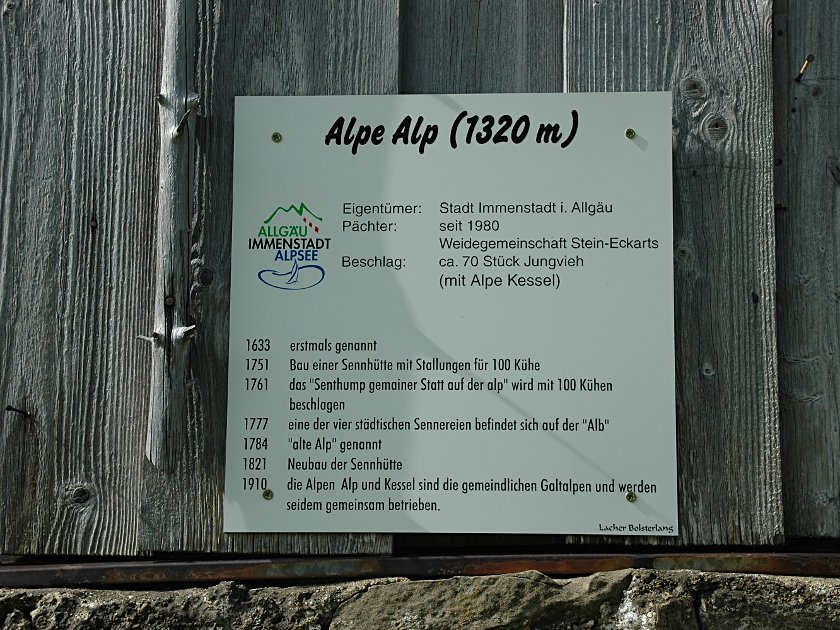 Alpe Alp (1320 m)
ALLGÄU
IMMENSTADT
ALPSEE
Eigentümer: Stadt Immenstadt i. Allgäu
Pächter: seit 1980
Weidegemeinschaft Stein-Eckarts
Beschlag: ca. 70 Stück Jungvieh
(mit Alpe Kessel)
1633 erstmals genannt
1751 Bau einer Sennhütte mit Stallungen für 100 Kühe
1761 das "Senthump gemainer Statt auf der alp" wird mit 100 Kühen
beschlagen
1777 eine der vier städtischen Sennereien befindet sich auf der "Alb"
1784 "alte Alp" genannt
1821 Neubau der Sennhütte
1910 die Alpen Alp und Kessel sind die gemeindlichen Galtalpen und werden
seidem gemeinsam betrieben.
Lacher Bolsterlang